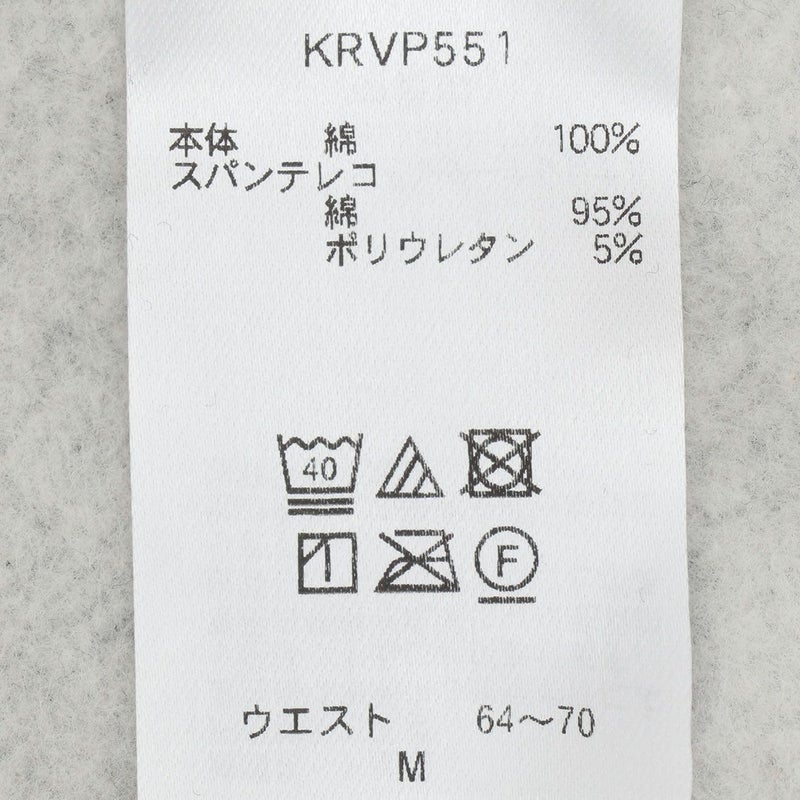 KRVP551
本体 綿 100%
スパンテレコ
綿 95%
ポリウレタン 5%
40
F
ウエスト 64〜70
M